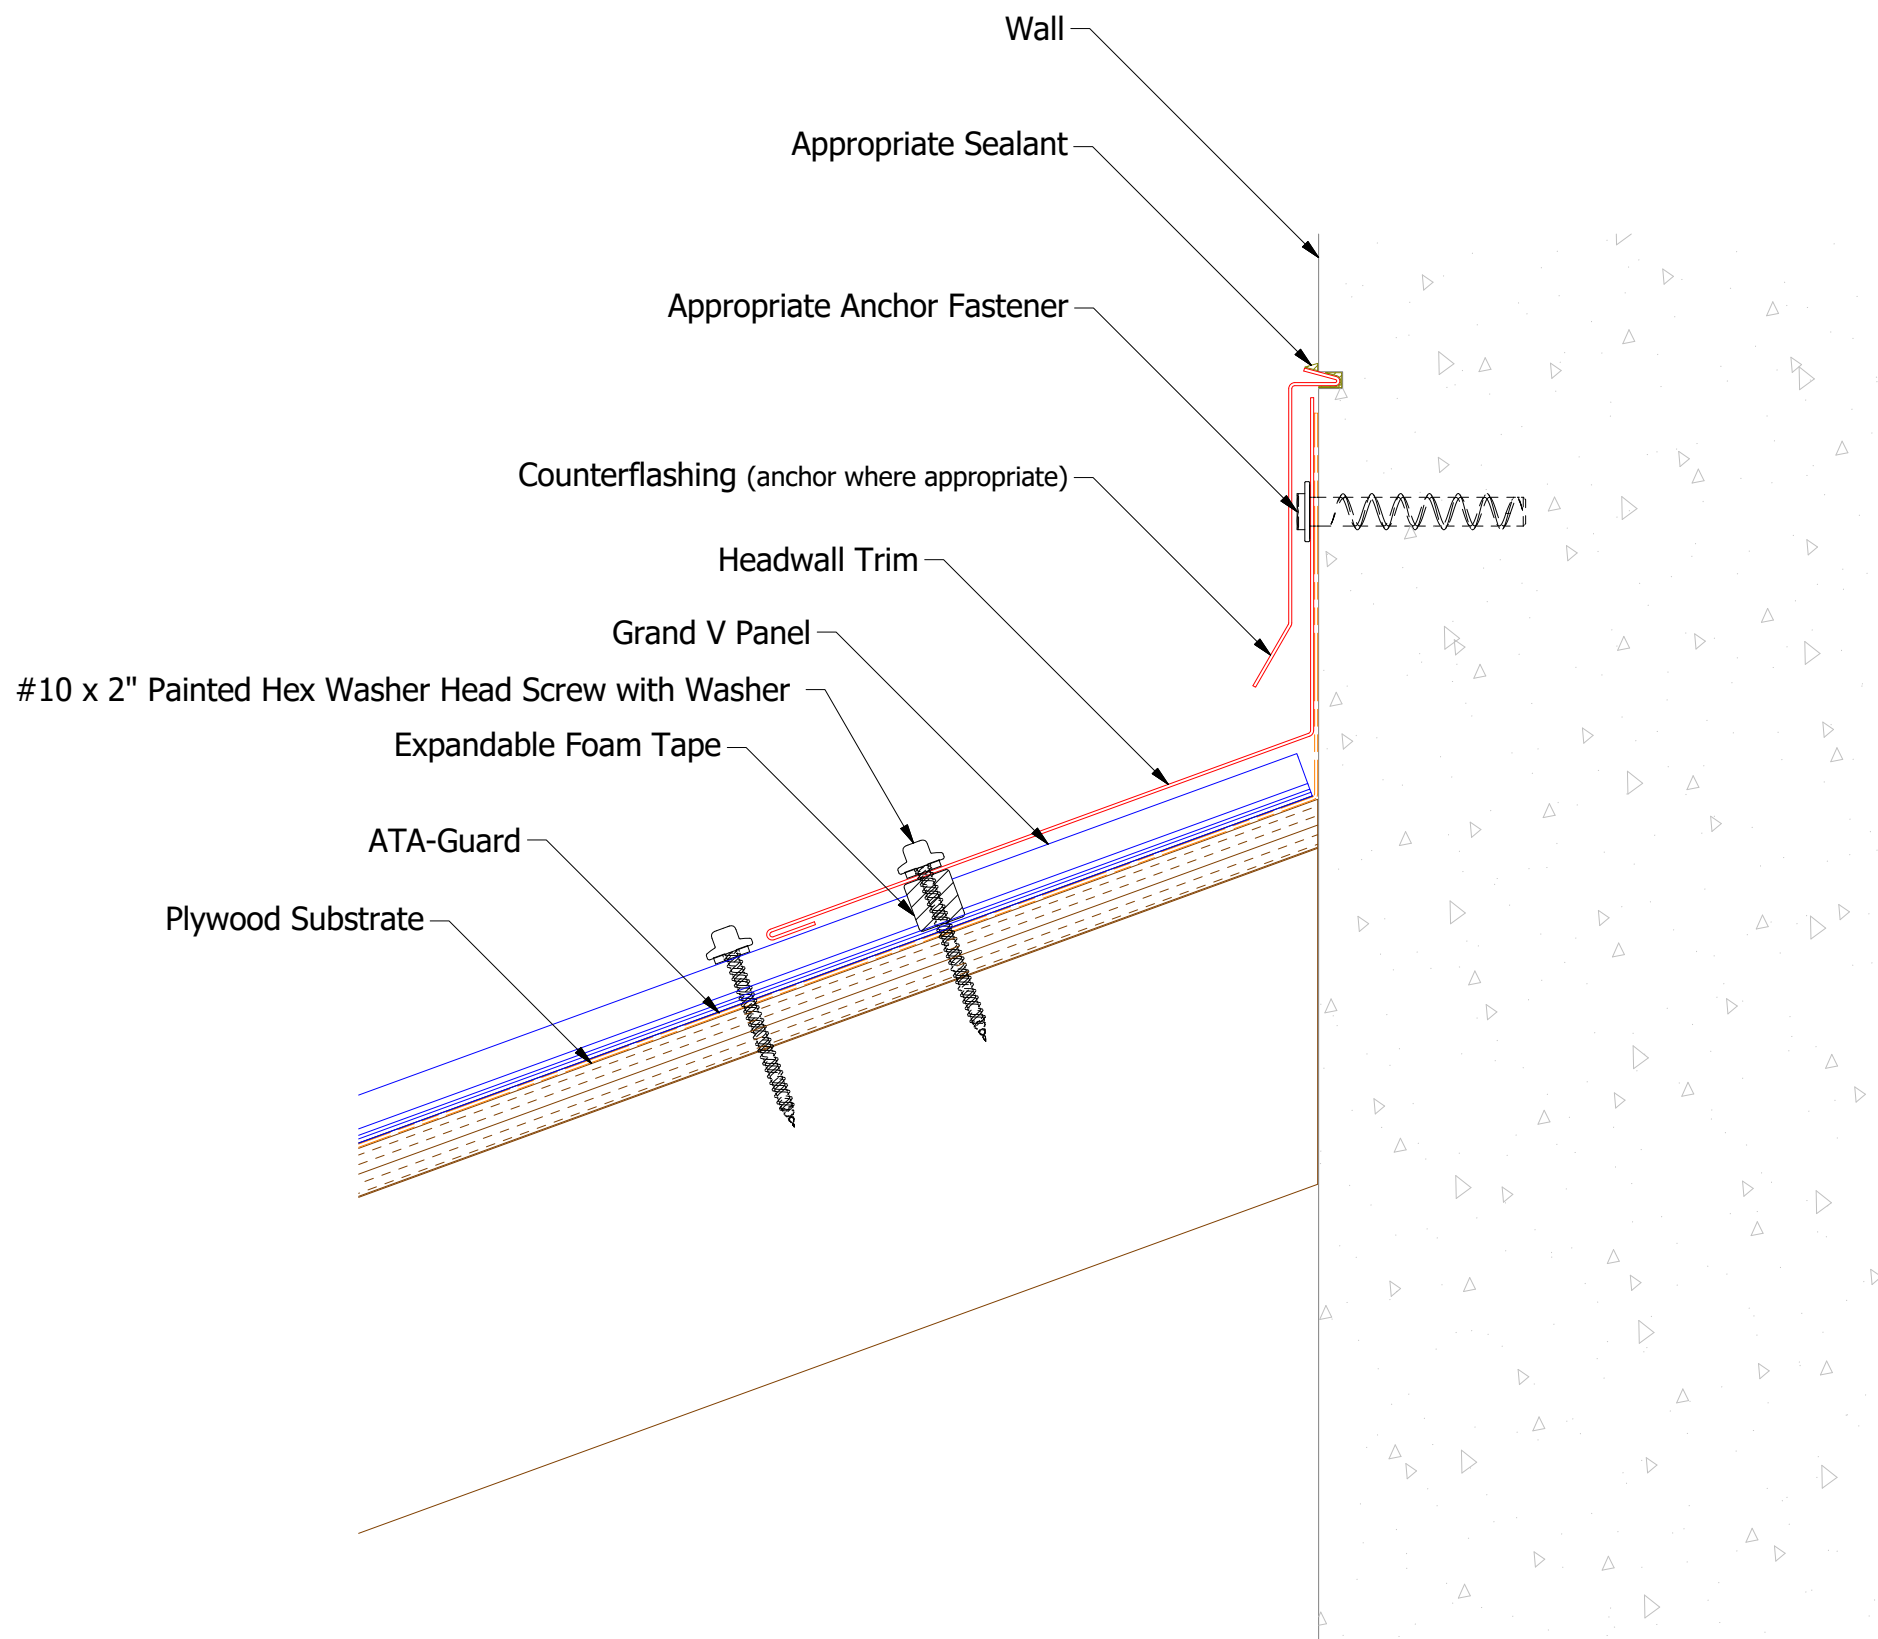 Wall
Appropriate Sealant
Appropriate Anchor Fastener
Counterflashing (anchor where appropriate)
Headwall Trim
Grand V Panel
#10 x 2" Painted Hex Washer Head Screw with Washer
Expandable Foam Tape
ATA-Guard
Plywood Substrate